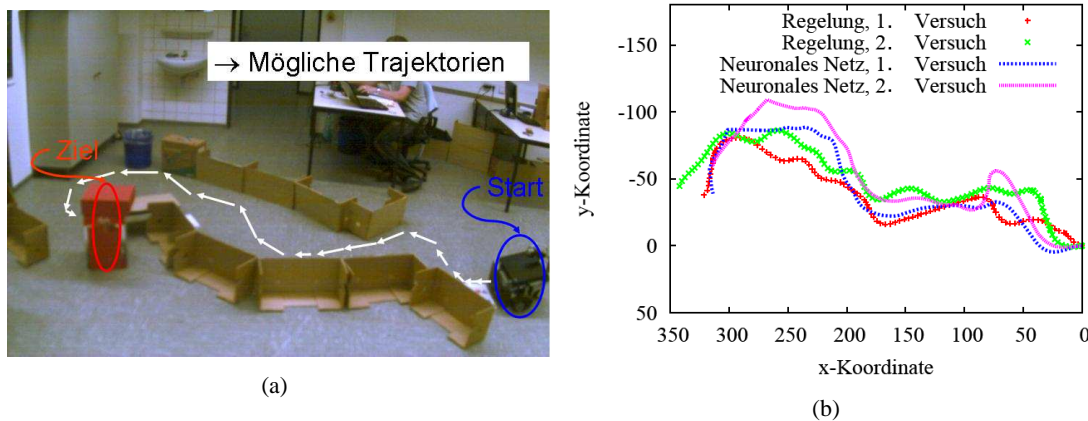 → Mögliche Trajektorien
Ziel
Start
(a)
Regelung, 1. Versuch
Regelung, 2. Versuch
Neuronales Netz, 1. Versuch
Neuronales Netz, 2. Versuch
y-Koordinate
-150
-100
-50
0
50
350 300 250 200 150 100 50 0
x-Koordinate
(b)